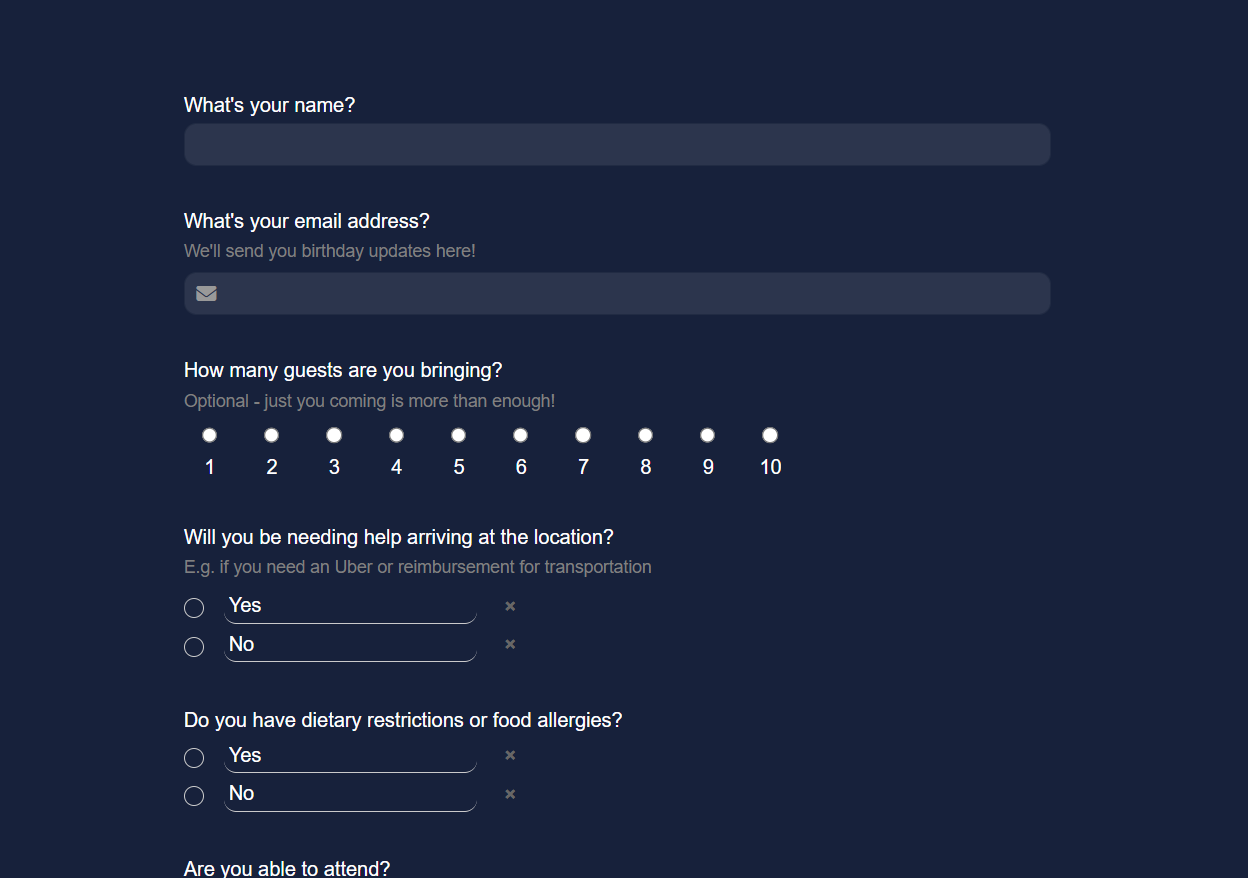 What's your name?
What's your email address?
We'll send you birthday updates here!
How many guests are you bringing?
Optional - just you coming is more than enough!
1 2 3 4 5 6 7 8 9 10
Will you be needing help arriving at the location?
E.g. if you need an Uber or reimbursement for transportation
Yes
No
Do you have dietary restrictions or food allergies?
Yes
No
Are you able to attend?